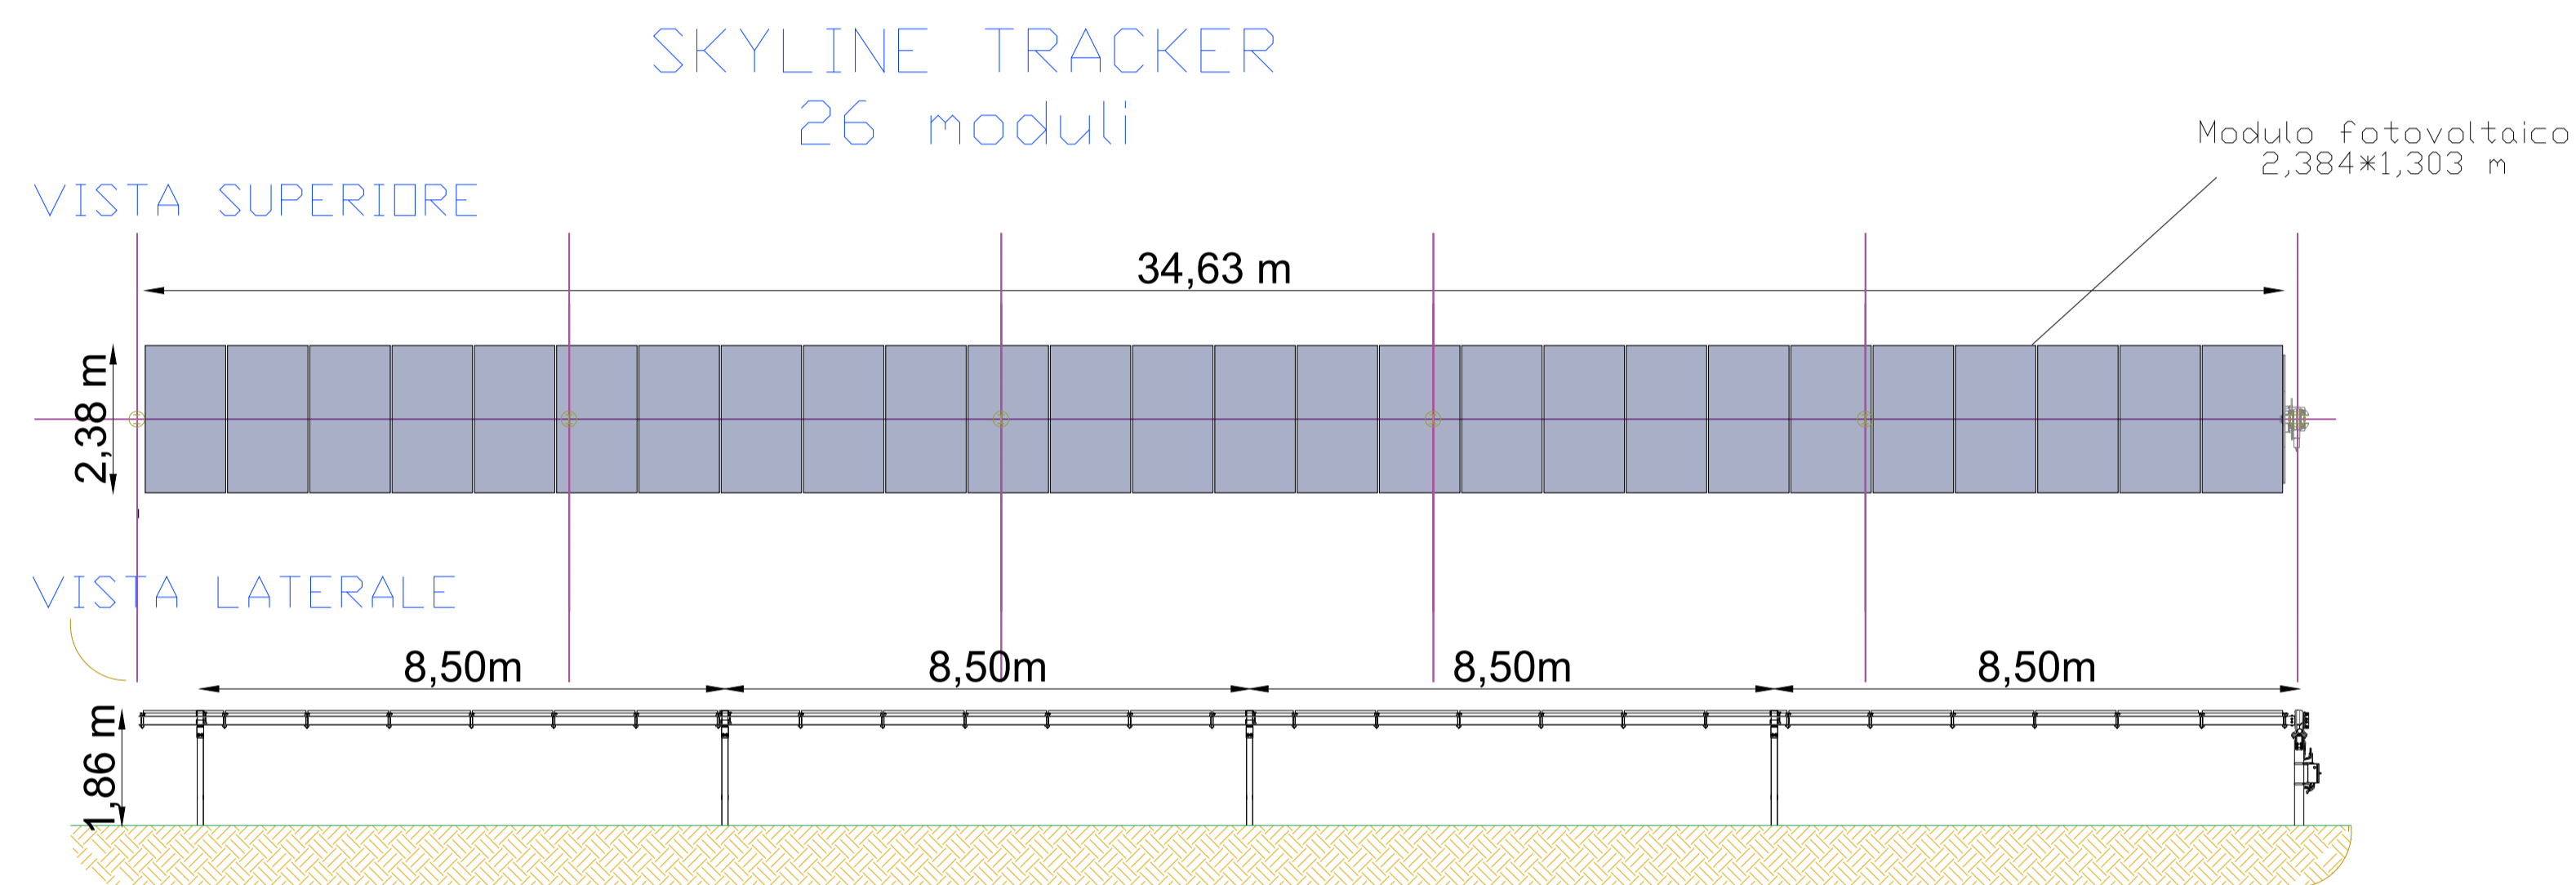 SKYLINE TRACKER
26 moduli
Modulo fotovoltaico
2,384*1,303 m
VISTA SUPERIORE
34,63 m
2,38 m
VISTA LATERALE
8,50m 8,50m 8,50m 8,50m
1,86 m